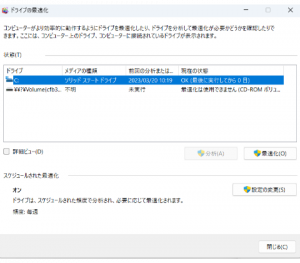 ドライブの最適化
コンピューターがより効率的に動作するようにドライブを最適化したり、ドライブを分析して最適化が必要かどうかを確認したりで
きます。ここには、コンピューター上のドライブ、コンピューターに接続されているドライブが表示されます。
状態(T)
ドライブ メディアの種類 前回の分析または... 現在の状態
C: ソリッド ステート ドライブ 2023/03/20 10:19 OK (最後に実行してから 0 日)
不明 未実行 最適化は使用できません (CD-ROM ボリュ...
詳細ビュー(D) 分析(A) 最適化(O)
スケジュールされた最適化
オン 設定の変更(S)
ドライブは、スケジュールされた頻度で分析され、必要に応じて最適化されます。
頻度: 毎週
閉じる(C)